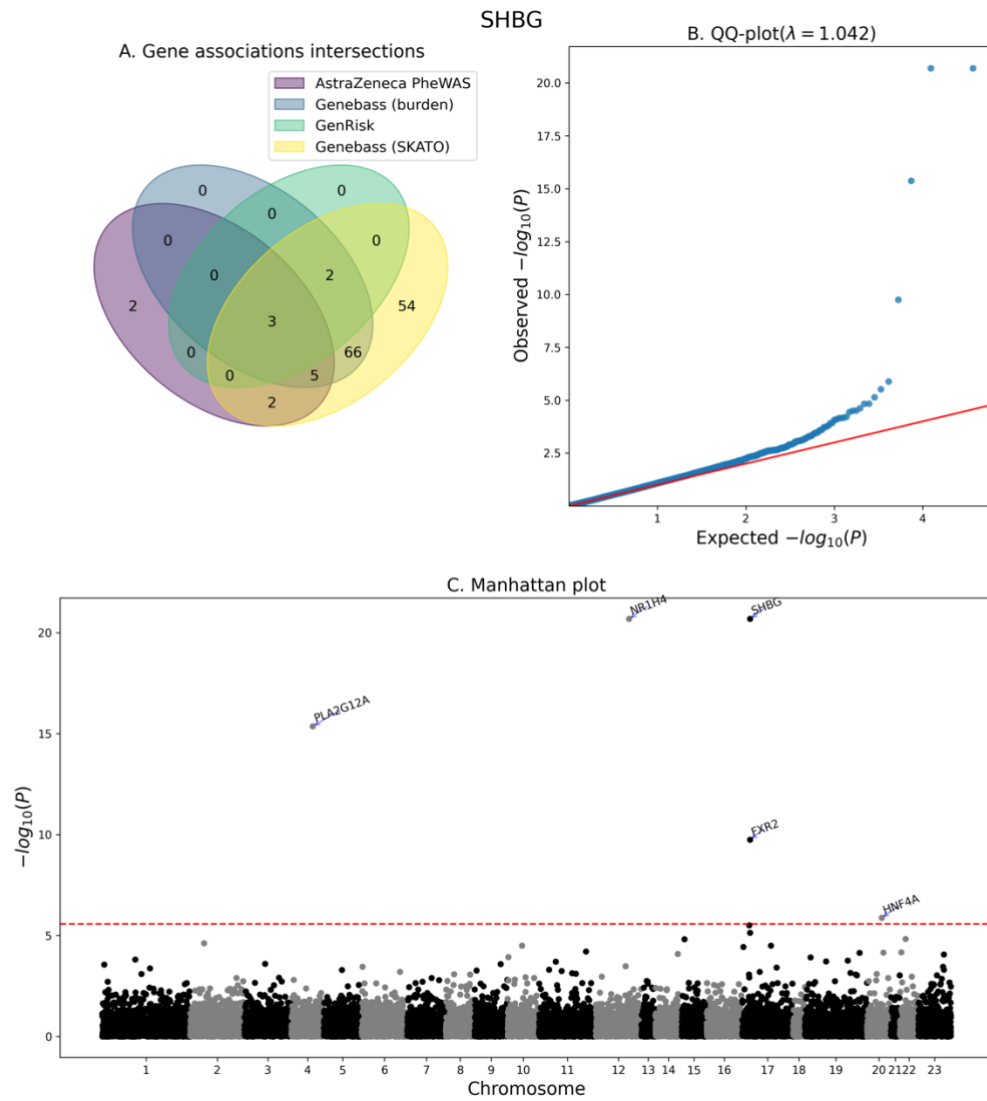 SHBG
A. Gene associations intersections
AstraZeneca PheWAS
Genebass (burden)
GenRisk
Genebass (SKATO)
0
0
0
0
0
0
2
2
54
3
0
66
0
5
2
B. QQ-plot(λ = 1.042)
20.0
17.5
15.0
12.5
10.0
7.5
5.0
2.5
Observed −log₁₀(P)
1 2 3 4
Expected −log₁₀(P)
C. Manhattan plot
NR1H4
SHBG
PLA2G12A
FXR2
HNF4A
20
15
10
5
0
−log₁₀(P)
1 2 3 4 5 6 7 8 9 10 11 12 13 14 15 16 17 18 19 20 21 22 23
Chromosome